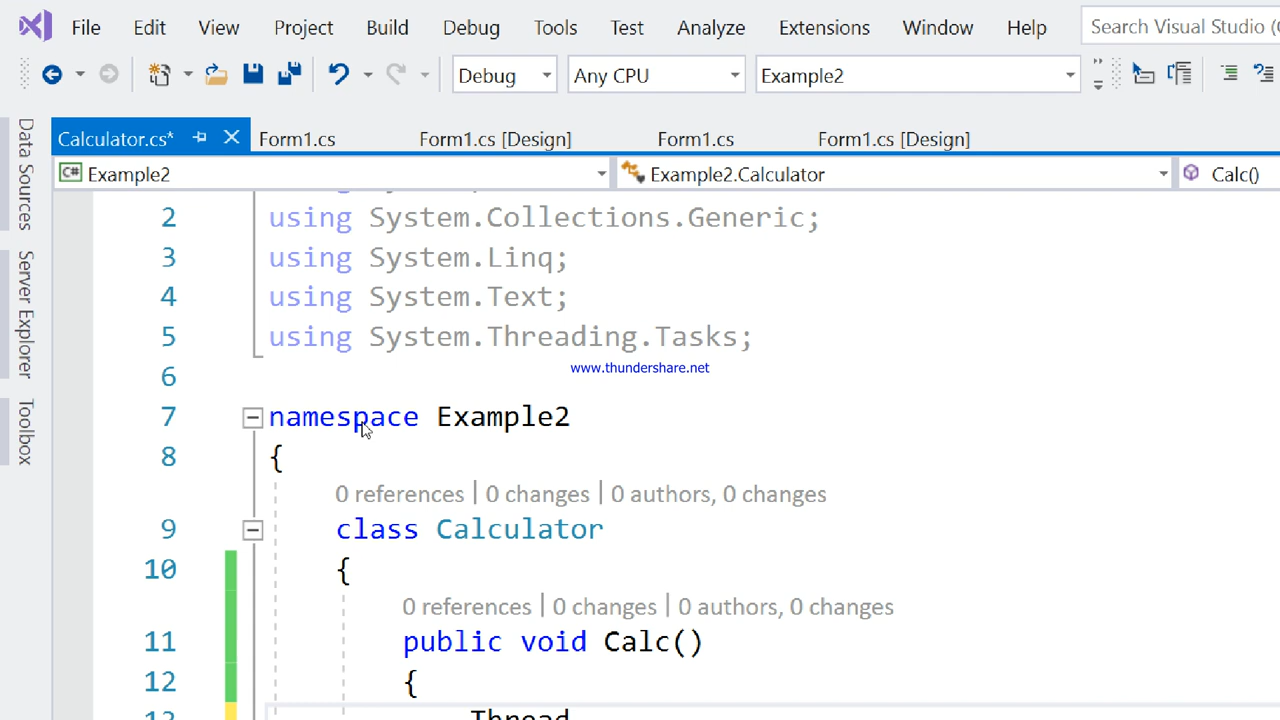 File Edit View Project Build Debug Tools Test Analyze Extensions Window Help Search Visual Studio (
Debug Any CPU Example2
Calculator.cs* Form1.cs Form1.cs [Design] Form1.cs Form1.cs [Design]
Example2 Example2.Calculator Calc()
Data Sources
Server Explorer
Toolbox
2 using System.Collections.Generic;
3 using System.Linq;
4 using System.Text;
5 using System.Threading.Tasks;
www.thundershare.net
6
7 namespace Example2
8 {
0 references | 0 changes | 0 authors, 0 changes
9 class Calculator
10 {
0 references | 0 changes | 0 authors, 0 changes
11 public void Calc()
12 {
13 Thread